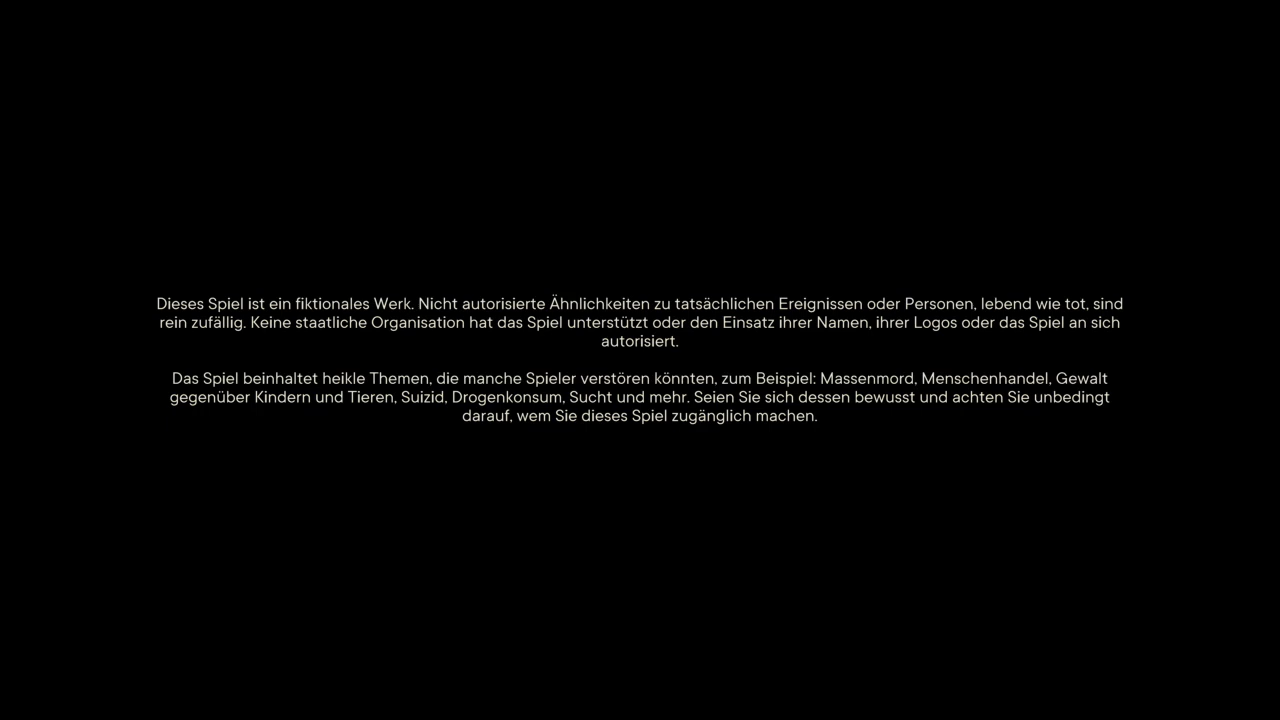 Dieses Spiel ist ein fiktionales Werk. Nicht autorisierte Ähnlichkeiten zu tatsächlichen Ereignissen oder Personen, lebend wie tot, sind
rein zufällig. Keine staatliche Organisation hat das Spiel unterstützt oder den Einsatz ihrer Namen, ihrer Logos oder das Spiel an sich
autorisiert.
Das Spiel beinhaltet heikle Themen, die manche Spieler verstören könnten, zum Beispiel: Massenmord, Menschenhandel, Gewalt
gegenüber Kindern und Tieren, Suizid, Drogenkonsum, Sucht und mehr. Seien Sie sich dessen bewusst und achten Sie unbedingt
darauf, wem Sie dieses Spiel zugänglich machen.